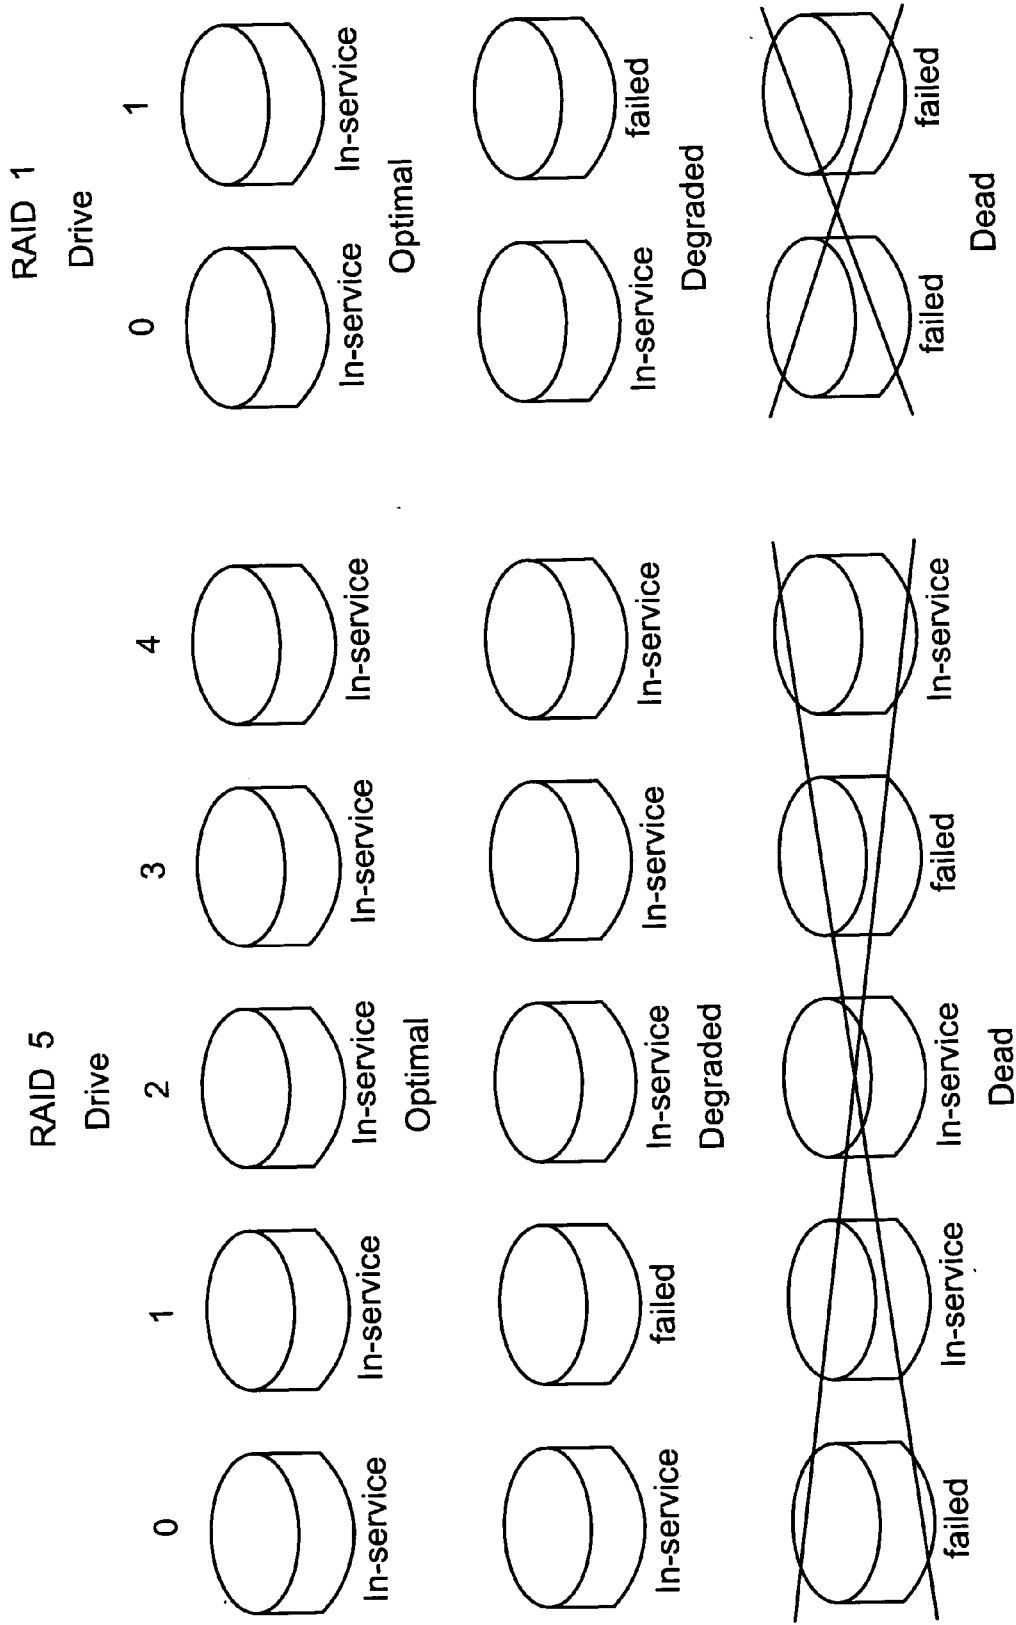 RAID 5
Drive
0 1 2 3 4
In-service In-service In-service In-service In-service
Optimal
In-service failed In-service In-service In-service
Degraded
failed In-service In-service failed In-service
Dead
RAID 1
Drive
0 1
In-service In-service
Optimal
In-service failed
Degraded
failed failed
Dead